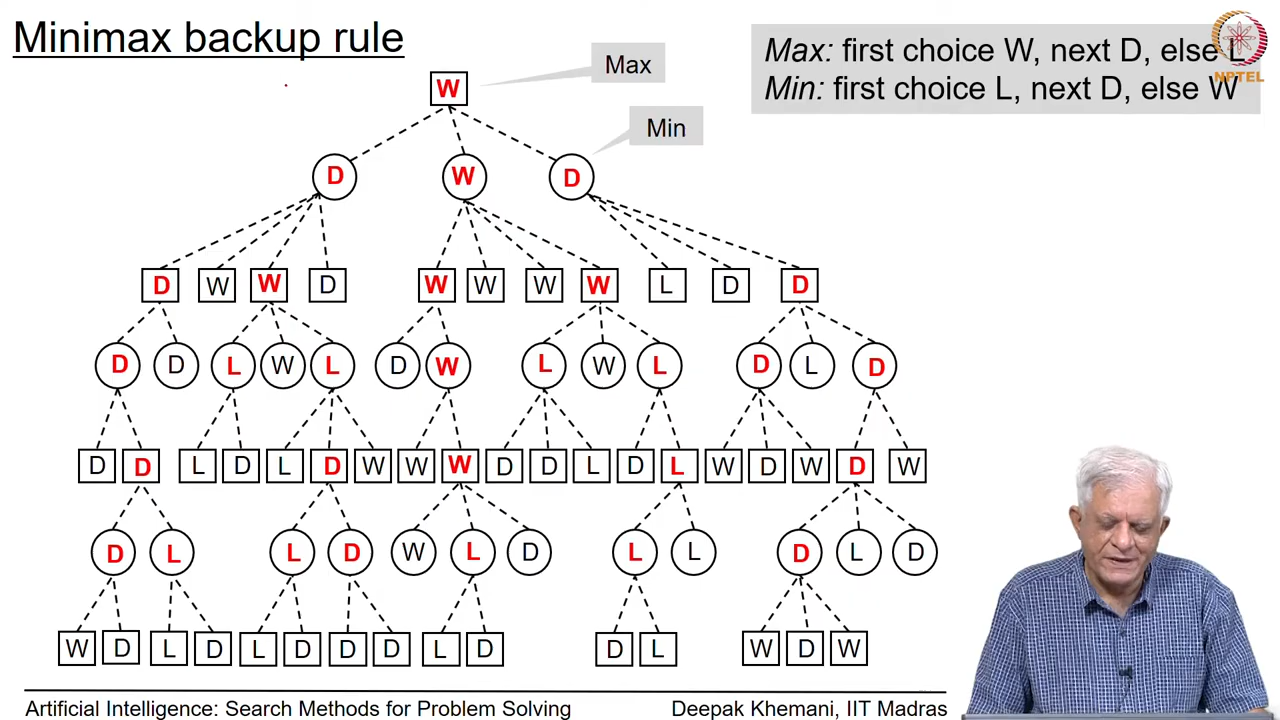 Minimax backup rule
Max: first choice W, next D, else L
Min: first choice L, next D, else W
NPTEL
Max
W
Min
D W D
D W W D W W W W L D D
D D L W L D W L W L D L D
D D L D L D W W W D D L D L W D W D W
D L L D W L D L L D L D
W D L D L D D D L D D L W D W
Artificial Intelligence: Search Methods for Problem Solving
Deepak Khemani, IIT Madras